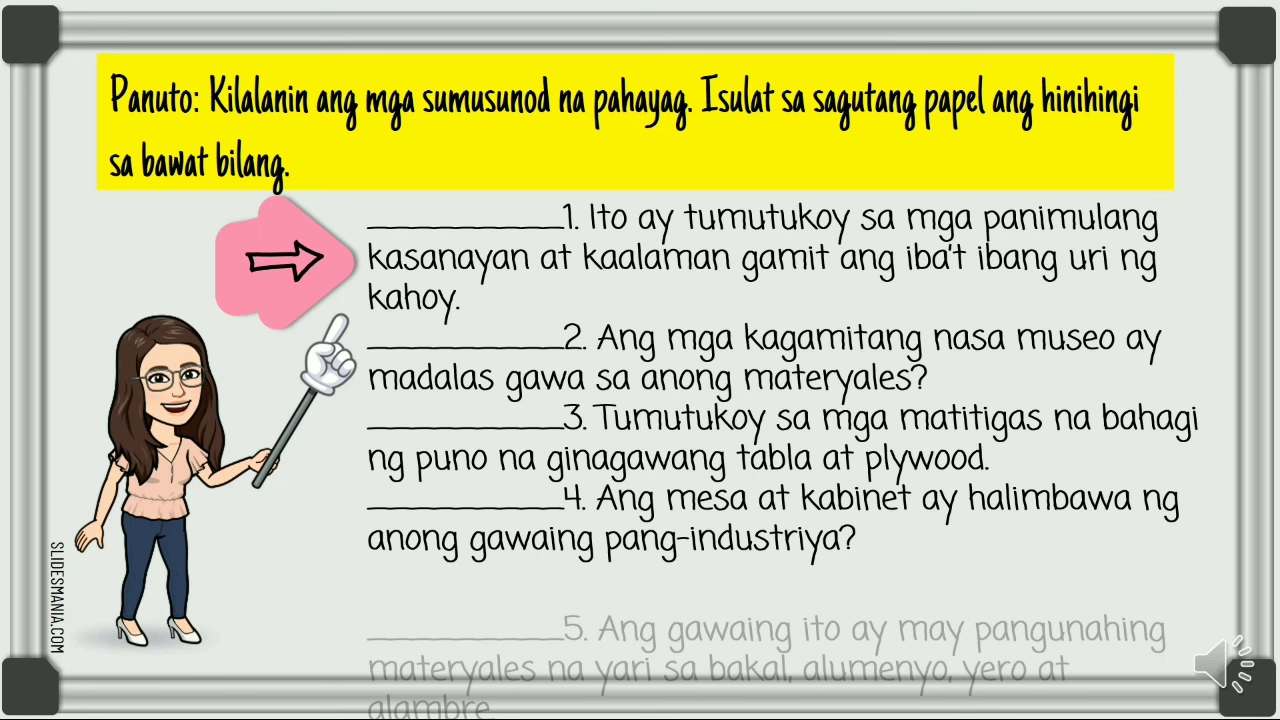 Panuto: Kilalanin ang mga sumusunod na pahayag. Isulat sa sagutang papel ang hinihingi
sa bawat bilang.
___________1. Ito ay tumutukoy sa mga panimulang
kasanayan at kaalaman gamit ang iba't ibang uri ng
kahoy.
___________2. Ang mga kagamitang nasa museo ay
madalas gawa sa anong materyales?
___________3. Tumutukoy sa mga matitigas na bahagi
ng puno na ginagawang tabla at plywood.
___________4. Ang mesa at kabinet ay halimbawa ng
anong gawaing pang-industriya?
___________5. Ang gawaing ito ay may pangunahing
materyales na yari sa bakal, alumenyo, yero at
alambre.
SLIDESMANIA.COM